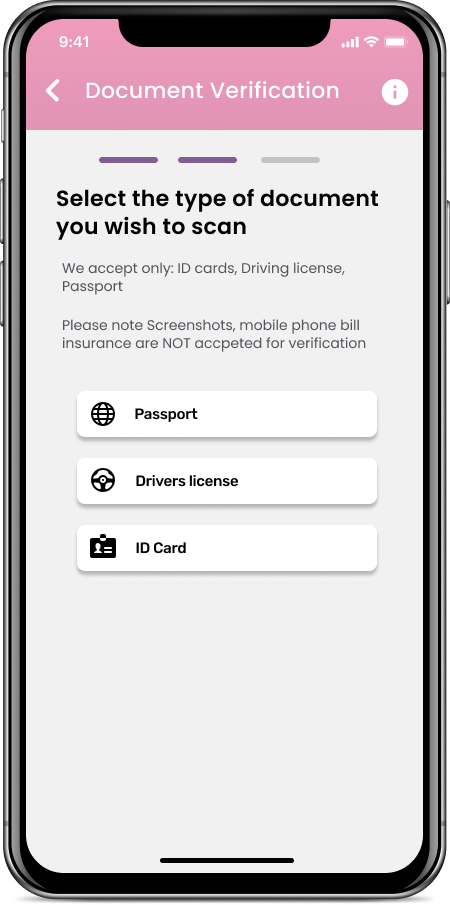 9:41
Document Verification
Select the type of document
you wish to scan
We accept only: ID cards, Driving license,
Passport
Please note Screenshots, mobile phone bill
insurance are NOT accpeted for verification
Passport
Drivers license
ID Card